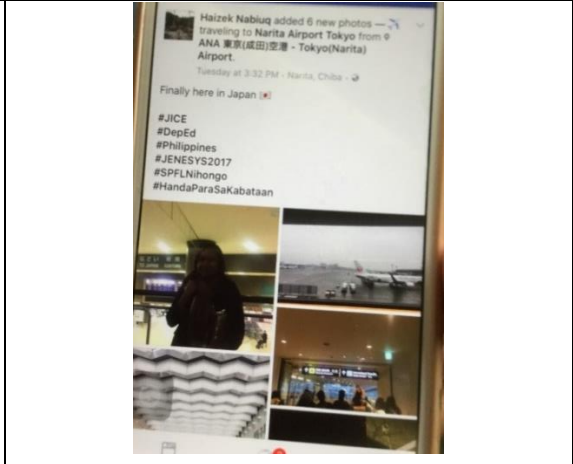 Haizek Nabiuq added 6 new photos —
traveling to Narita Airport Tokyo from
ANA 東京(成田)空港 - Tokyo(Narita)
Airport.
Tuesday at 3:32 PM - Narita, Chiba -
Finally here in Japan
#JICE
#DepEd
#Philippines
#JENESYS2017
#SPFLNihongo
#HandaParaSaKabataan